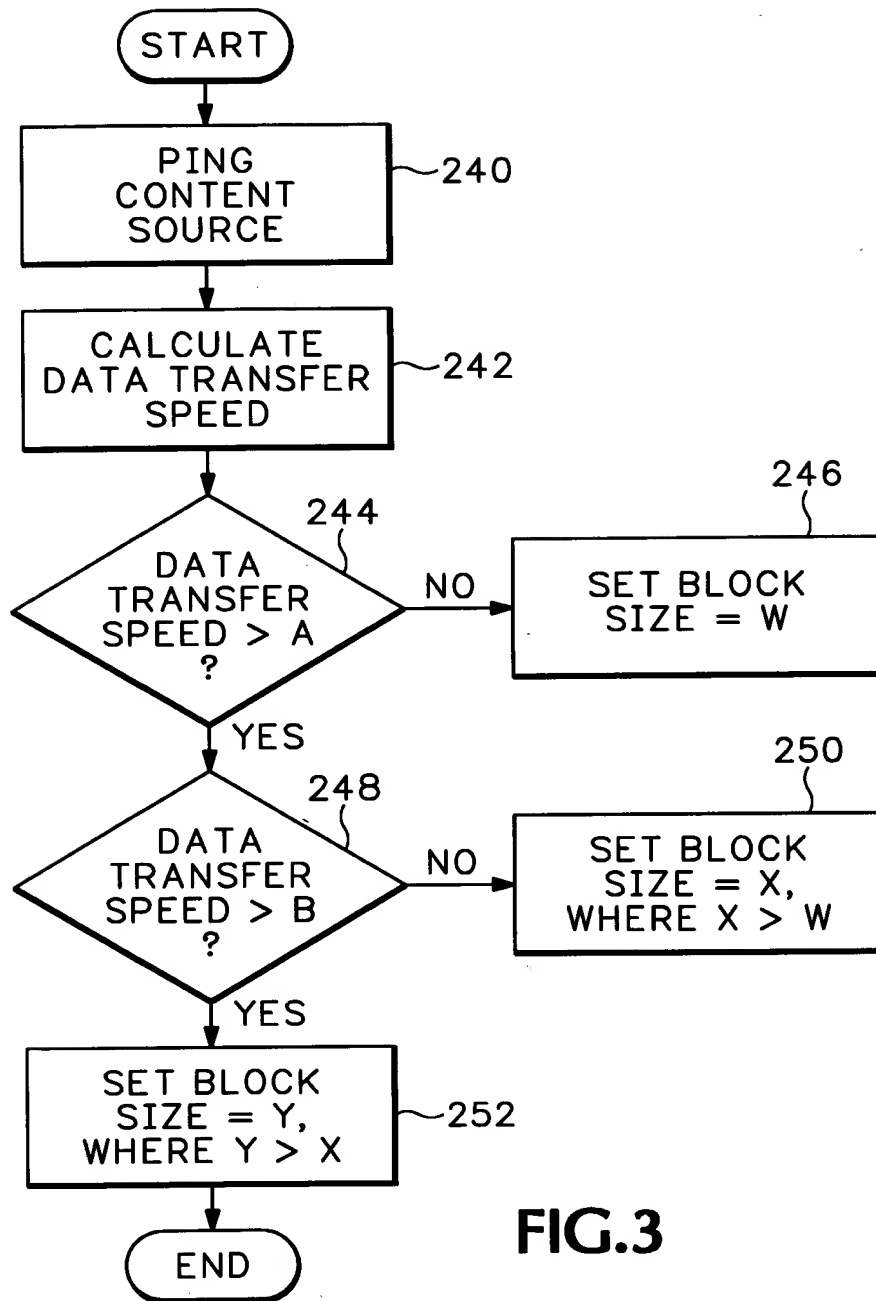 START
PING
CONTENT
SOURCE
240
CALCULATE
DATA TRANSFER
SPEED
242
244
DATA
TRANSFER
SPEED > A
?
NO
246
SET BLOCK
SIZE = W
YES
248
DATA
TRANSFER
SPEED > B
?
NO
250
SET BLOCK
SIZE = X,
WHERE X > W
YES
SET BLOCK
SIZE = Y,
WHERE Y > X
252
END
FIG.3